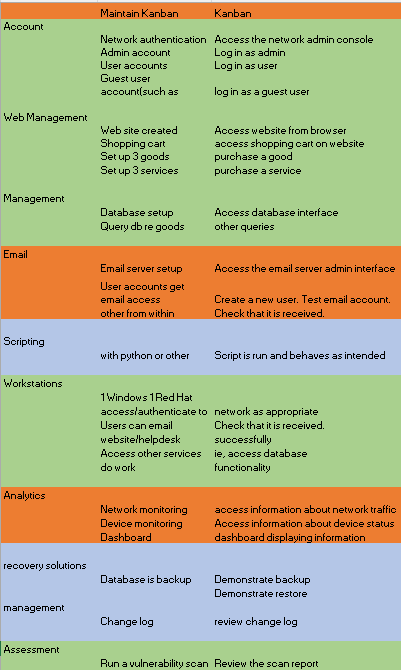 Maintain Kanban Kanban
Account
Network authentication Access the network admin console
Admin account Log in as admin
User accounts Log in as user
Guest user
account(such as log in as a guest user
Web Management
Web site created Access website from browser
Shopping cart access shopping cart on website
Set up 3 goods purchase a good
Set up 3 services purchase a service
Management
Database setup Access database interface
Query db re goods other queries
Email
Email server setup Access the email server admin interface
User accounts get
email access Create a new user. Test email account.
other from within Check that it is received.
Scripting
with python or other Script is run and behaves as intended
Workstations
1 Windows 1 Red Hat
access/authenticate to network as appropriate
Users can email Check that it is received.
website/helpdesk successfully
Access other services ie, access database
do work functionality
Analytics
Network monitoring access information about network traffic
Device monitoring Access information about device status
Dashboard dashboard displaying information
recovery solutions
Database is backup Demonstrate backup
Demonstrate restore
management
Change log review change log
Assessment
Run a vulnerability scan Review the scan report